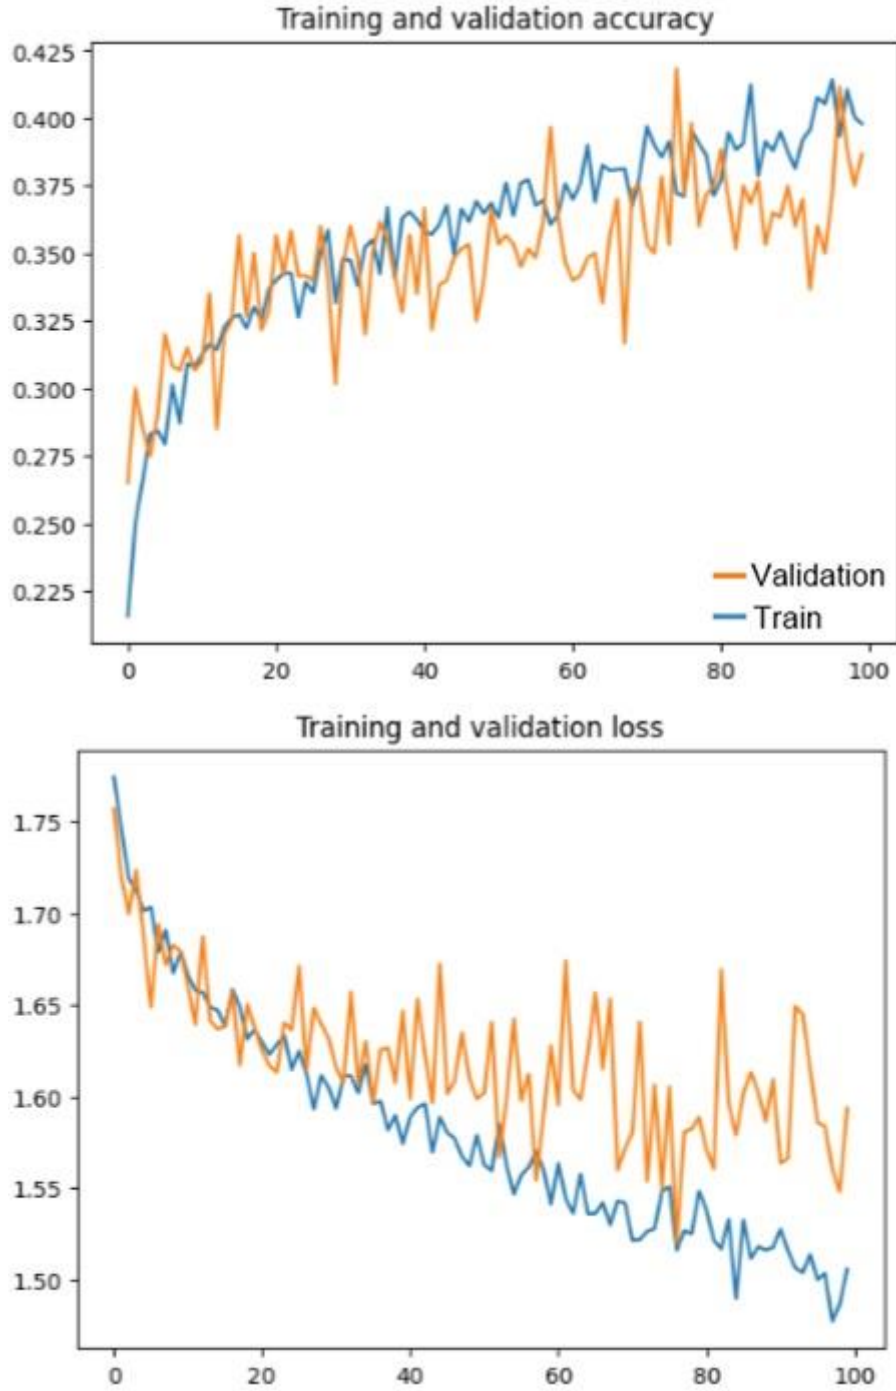 Training and validation accuracy
0.425
0.400
0.375
0.350
0.325
0.300
0.275
0.250
0.225
Validation
Train
0 20 40 60 80 100
Training and validation loss
1.75
1.70
1.65
1.60
1.55
1.50
0 20 40 60 80 100